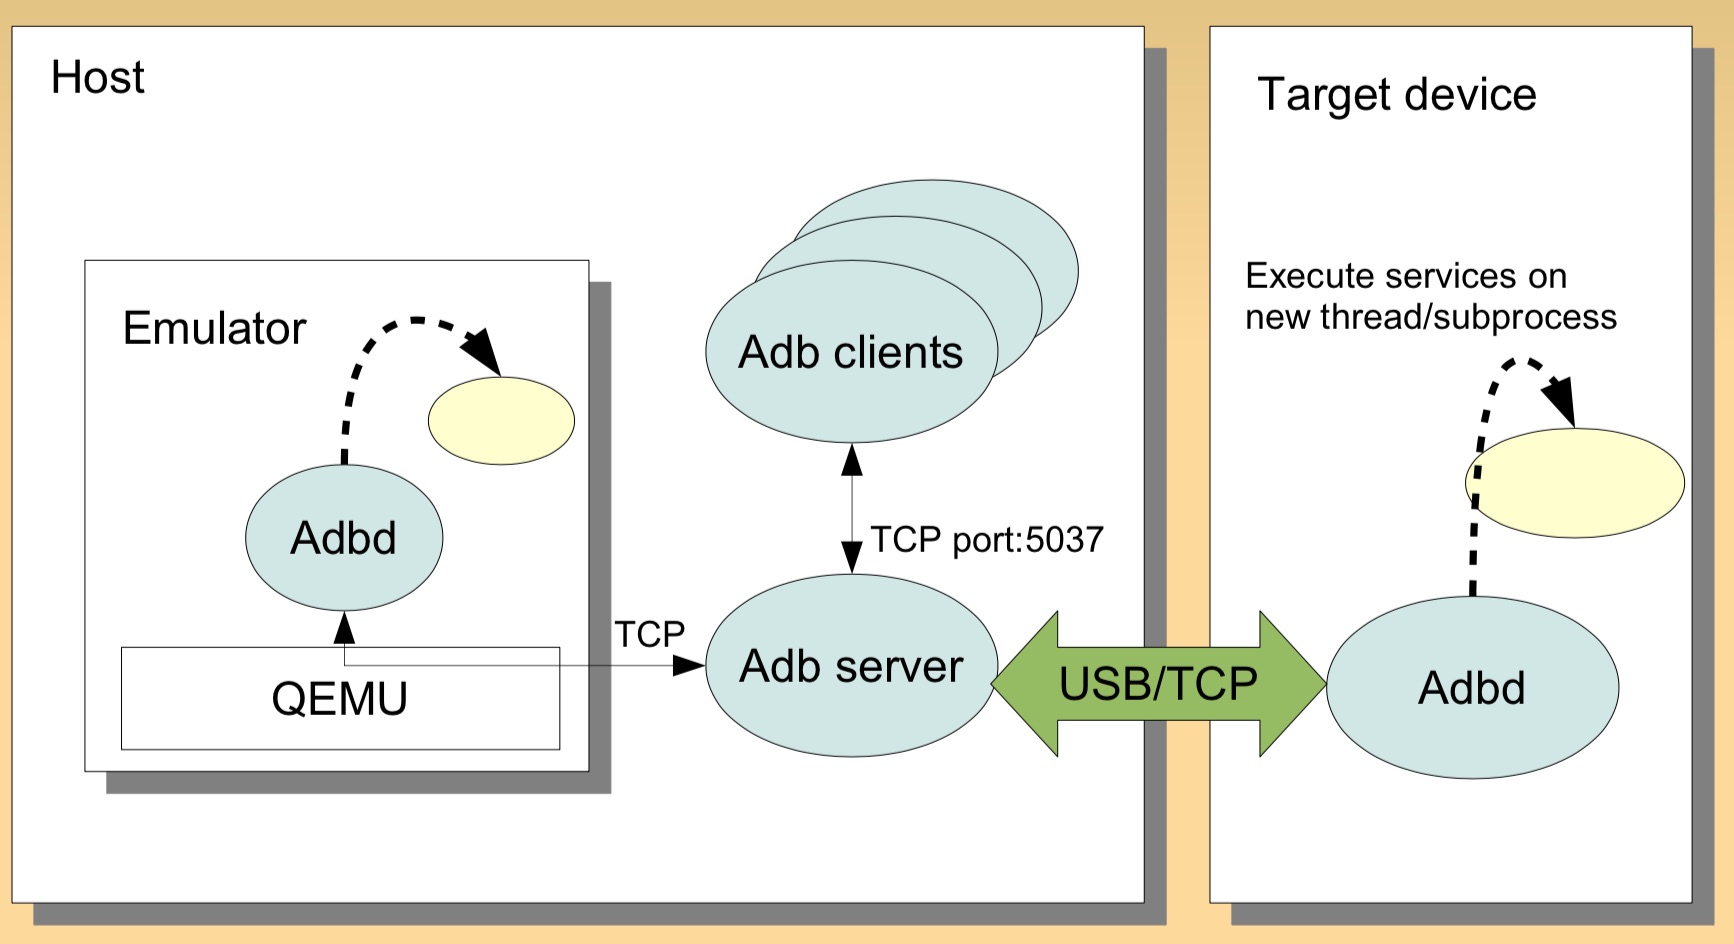 Host
Target device
Execute services on
new thread/subprocess
Emulator
Adb clients
Adbd
TCP port:5037
TCP
Adb server
USB/TCP
Adbd
QEMU